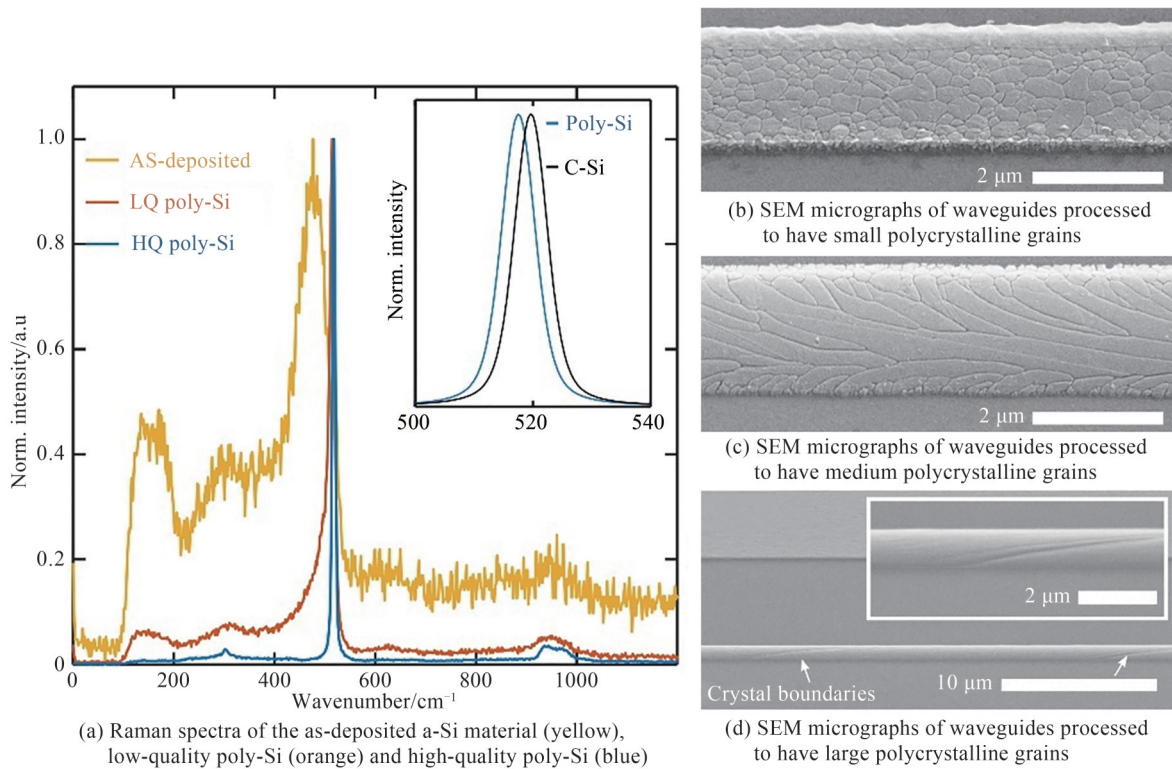 1.0
0.8
0.6
0.4
0.2
0
0
200
400
600
800
1000
Norm. intensity/a.u
Wavenumber/cm⁻¹
AS-deposited
LQ poly-Si
HQ poly-Si
Poly-Si
C-Si
Norm. intensity
500
520
540
(a) Raman spectra of the as-deposited a-Si material (yellow),
low-quality poly-Si (orange) and high-quality poly-Si (blue)
2 μm
(b) SEM micrographs of waveguides processed
to have small polycrystalline grains
2 μm
(c) SEM micrographs of waveguides processed
to have medium polycrystalline grains
2 μm
Crystal boundaries
10 μm
(d) SEM micrographs of waveguides processed
to have large polycrystalline grains